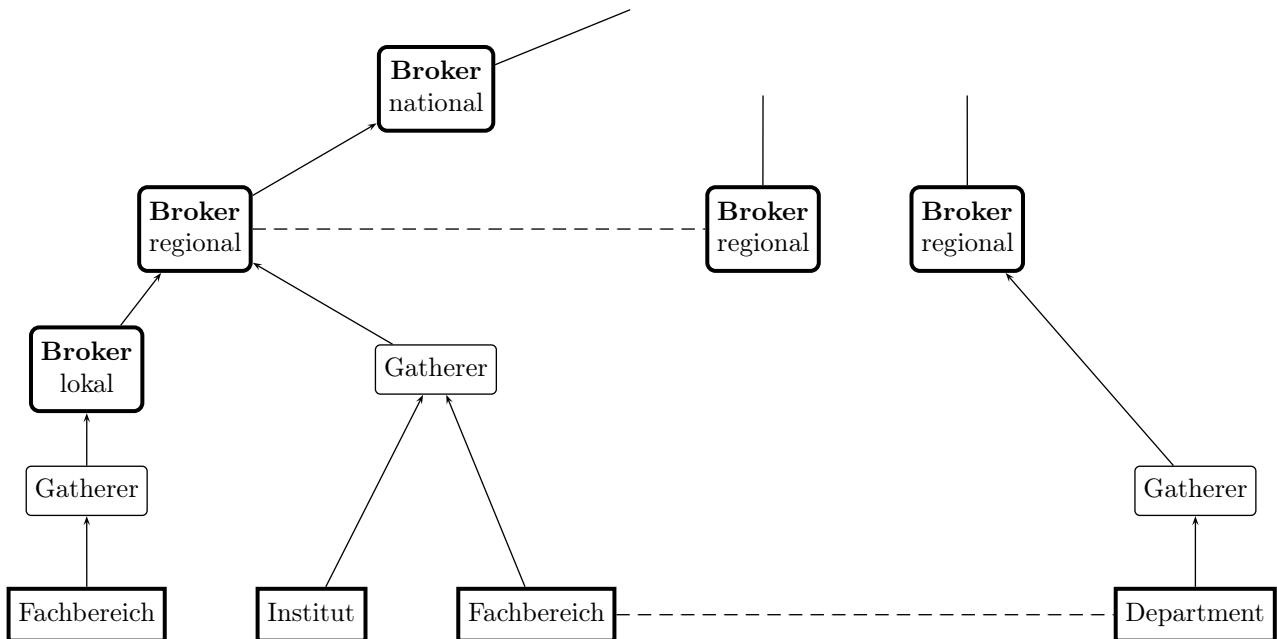 Broker
national
Broker
regional
Broker
regional
Broker
regional
Broker
lokal
Gatherer
Gatherer
Gatherer
Fachbereich
Institut
Fachbereich
Department